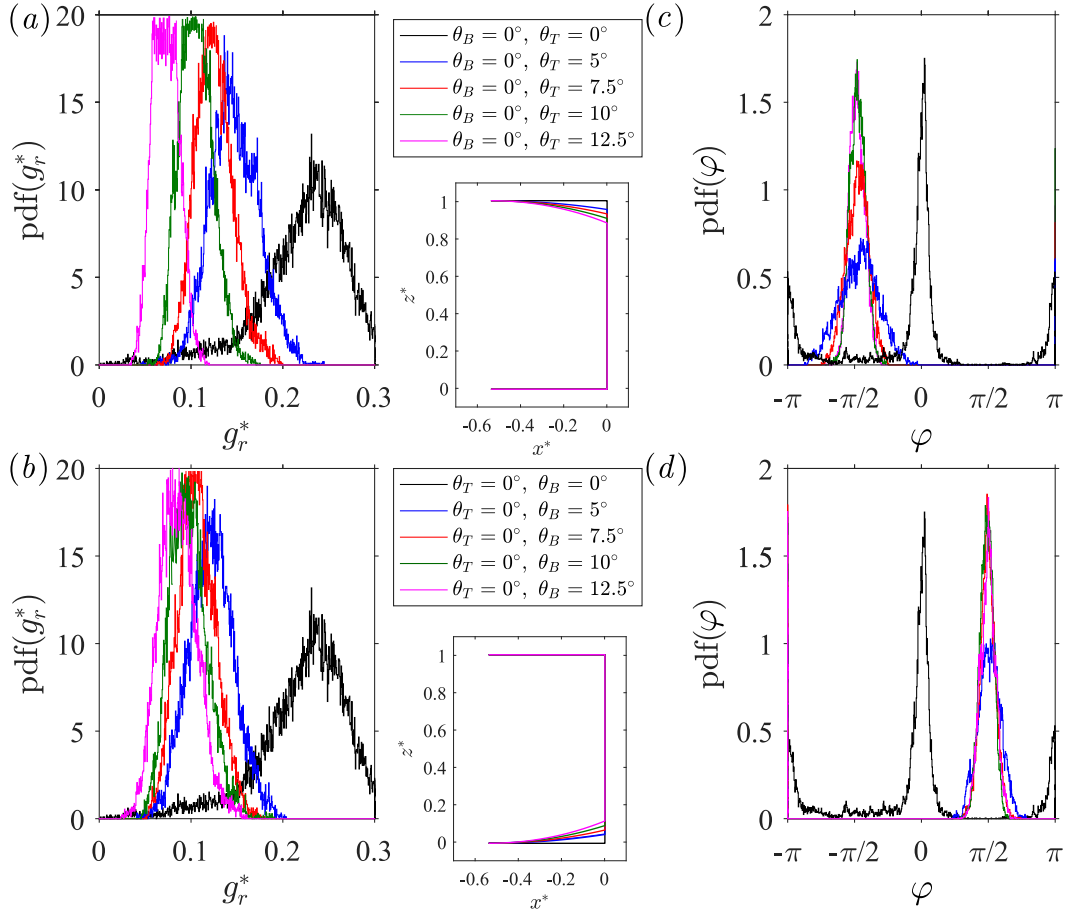 (a)
20
15
10
5
0
pdf(g_r^*)
0 0.1 0.2 0.3
g_r^*
θ_B = 0°, θ_T = 0°
θ_B = 0°, θ_T = 5°
θ_B = 0°, θ_T = 7.5°
θ_B = 0°, θ_T = 10°
θ_B = 0°, θ_T = 12.5°
1
0.8
0.6
0.4
0.2
0
z^*
-0.6 -0.4 -0.2 0
x^*
(c)
2
1.5
1
0.5
0
pdf(φ)
-π -π/2 0 π/2 π
φ
(b)
20
15
10
5
0
pdf(g_r^*)
0 0.1 0.2 0.3
g_r^*
θ_T = 0°, θ_B = 0°
θ_T = 0°, θ_B = 5°
θ_T = 0°, θ_B = 7.5°
θ_T = 0°, θ_B = 10°
θ_T = 0°, θ_B = 12.5°
1
0.8
0.6
0.4
0.2
0
z^*
-0.6 -0.4 -0.2 0
x^*
(d)
2
1.5
1
0.5
0
pdf(φ)
-π -π/2 0 π/2 π
φ